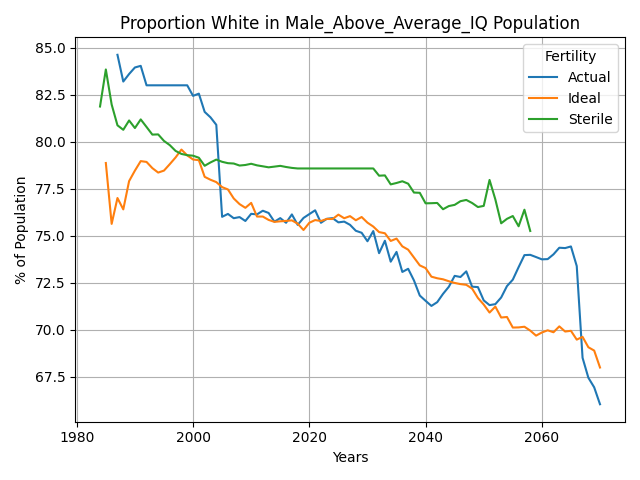 Proportion White in Male_Above_Average_IQ Population
% of Population
85.0
82.5
80.0
77.5
75.0
72.5
70.0
67.5
Fertility
Actual
Ideal
Sterile
1980
2000
2020
2040
2060
Years